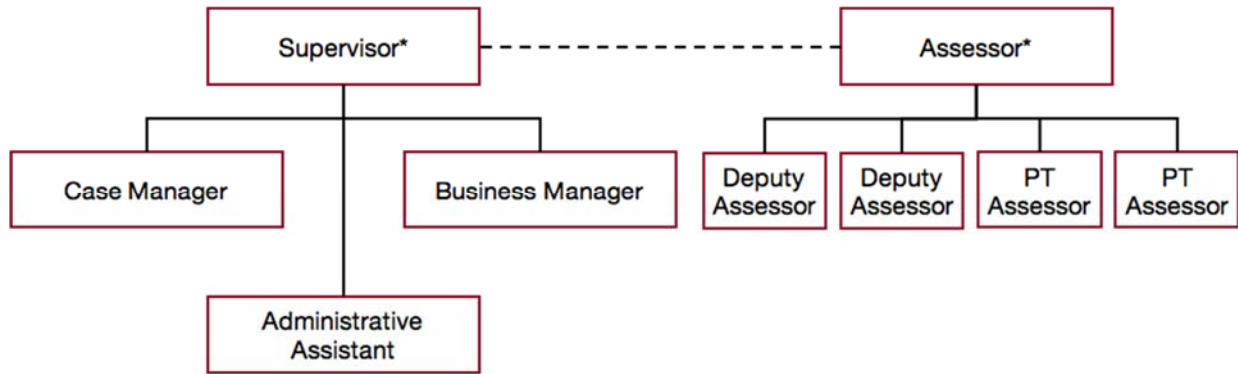 Supervisor*
Assessor*
Case Manager
Business Manager
Deputy
Assessor
Deputy
Assessor
PT
Assessor
PT
Assessor
Administrative
Assistant